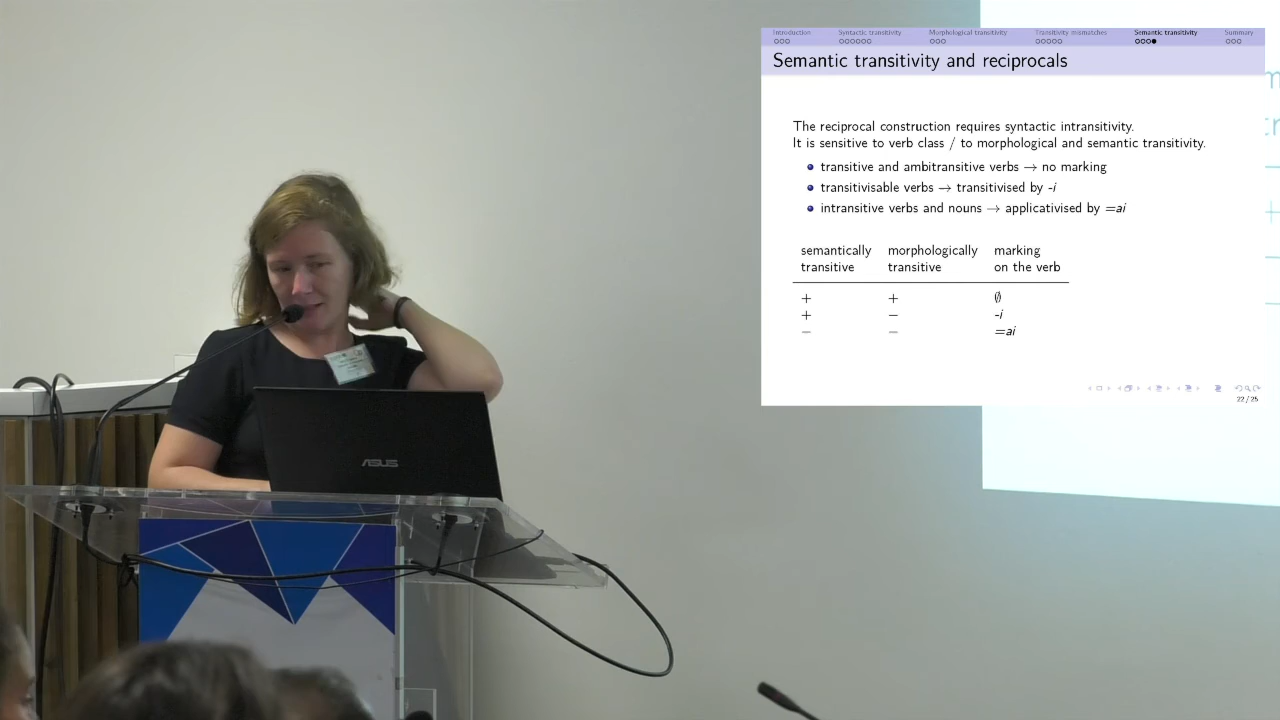 Introduction Syntactic transitivity Morphological transitivity Transitivity mismatches Semantic transitivity Summary
Semantic transitivity and reciprocals
The reciprocal construction requires syntactic intransitivity.
It is sensitive to verb class / to morphological and semantic transitivity.
transitive and ambitransitive verbs → no marking
transitivisable verbs → transitivised by -i
intransitive verbs and nouns → applicativised by =ai
semantically morphologically marking
transitive transitive on the verb
+ + ∅
+ − -i
− − =ai
22 / 25
ASUS